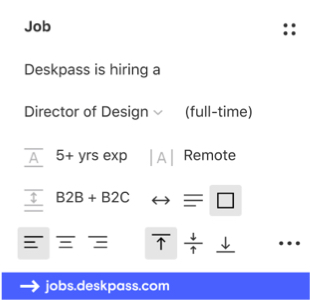 Job
Deskpass is hiring a
Director of Design (full-time)
A 5+ yrs exp |A| Remote
B2B + B2C
jobs.deskpass.com